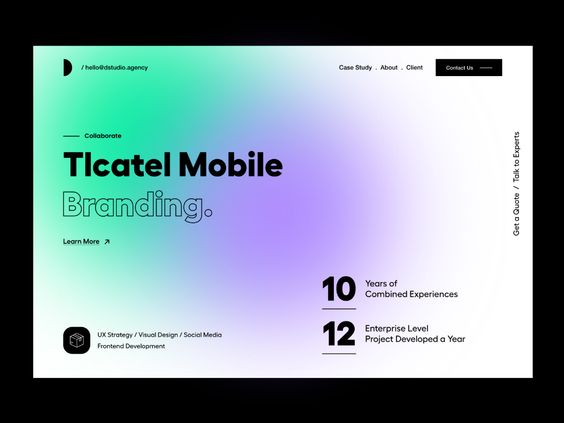 / hello@dstudio.agency
Case Study . About . Client
Contact Us
Collaborate
Tlcatel Mobile
Branding.
Learn More
Get a Quote / Talk to Experts
10 Years of
Combined Experiences
12 Enterprise Level
Project Developed a Year
UX Strategy / Visual Design / Social Media
Frontend Development